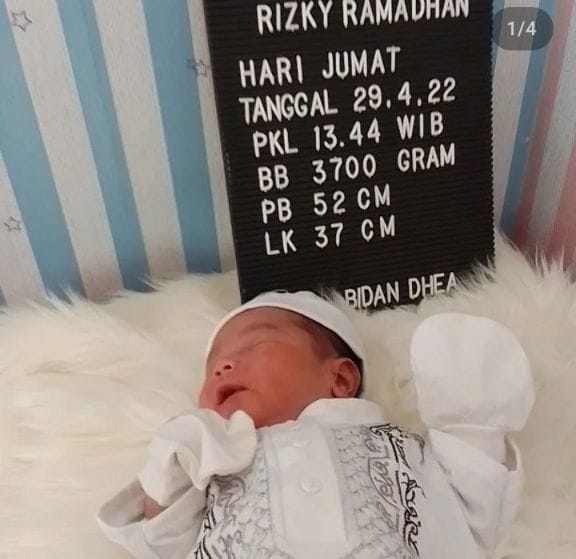 1/4
RIZKY RAMADHAN
HARI JUMAT
TANGGAL 29.4.22
PKL 13.44 WIB
BB 3700 GRAM
PB 52 CM
LK 37 CM
BIDAN DHEA